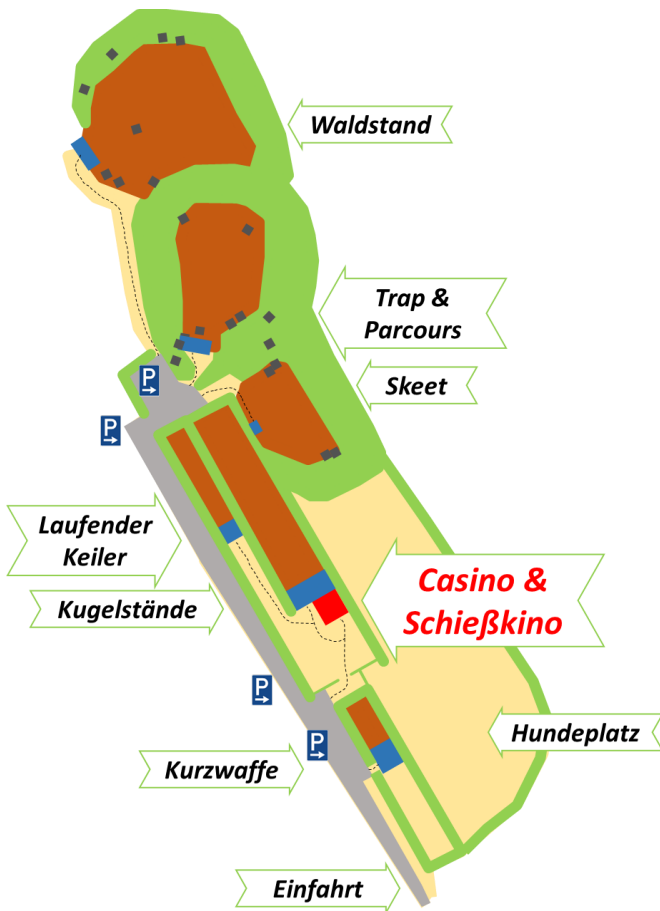 Waldstand
Trap &
Parcours
Skeet
P
P
Laufender
Keiler
Casino &
Schießkino
Kugelstände
P
P
Hundeplatz
Kurzwaffe
Einfahrt